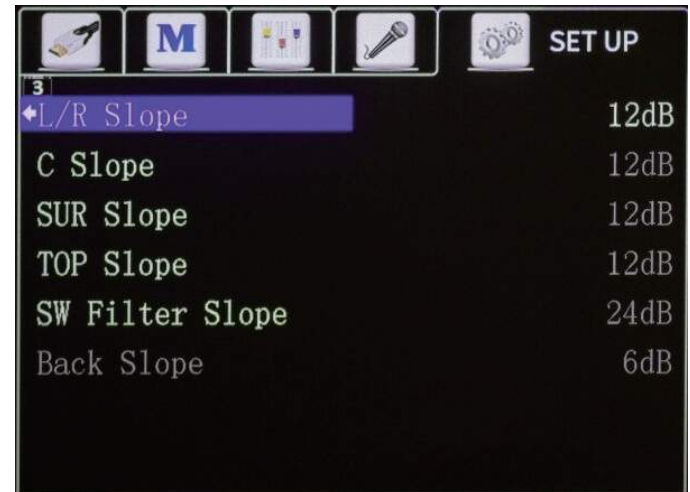 M
SET UP
3
L/R Slope 12dB
C Slope 12dB
SUR Slope 12dB
TOP Slope 12dB
SW Filter Slope 24dB
Back Slope 6dB